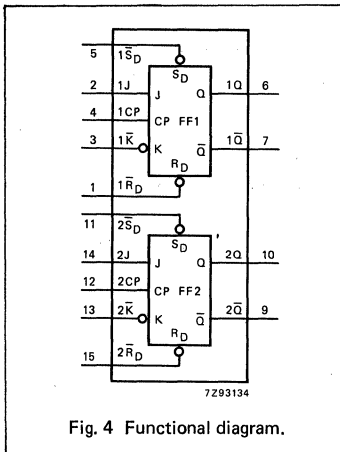 5 1S̅D
SD
2 1J J Q 1Q 6
4 1CP CP FF1
3 1K̅ K Q̅ 1Q̅ 7
RD
1 1R̅D
11 2S̅D
SD
14 2J J Q 2Q 10
12 2CP CP FF2
13 2K̅ K Q̅ 2Q̅ 9
RD
15 2R̅D
7Z93134
Fig. 4 Functional diagram.